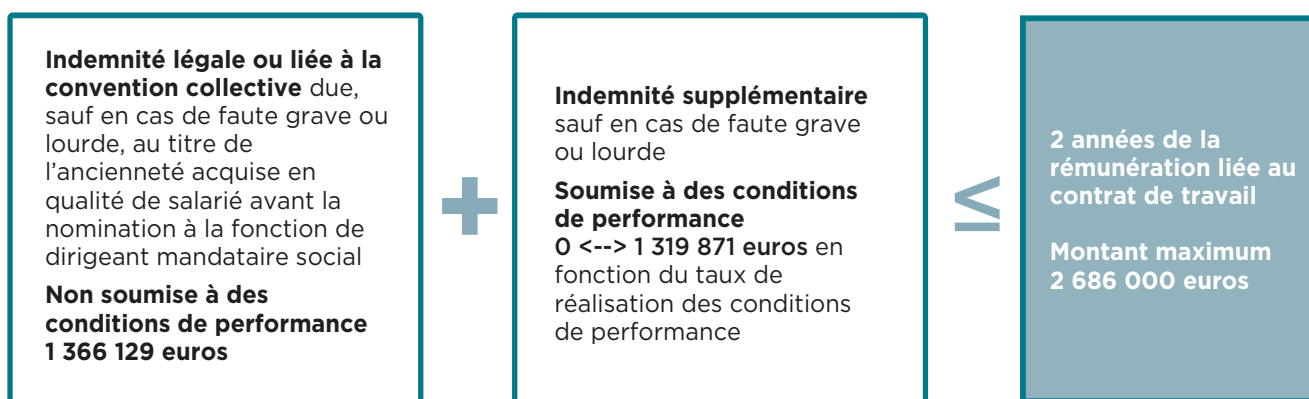 Indemnité légale ou liée à la
convention collective due,
sauf en cas de faute grave ou
lourde, au titre de
l'ancienneté acquise en
qualité de salarié avant la
nomination à la fonction de
dirigeant mandataire social
Non soumise à des
conditions de performance
1 366 129 euros
+
Indemnité supplémentaire
sauf en cas de faute grave
ou lourde
Soumise à des conditions
de performance
0 <--> 1 319 871 euros en
fonction du taux de
réalisation des conditions
de performance
≤
2 années de la
rémunération liée au
contrat de travail
Montant maximum
2 686 000 euros